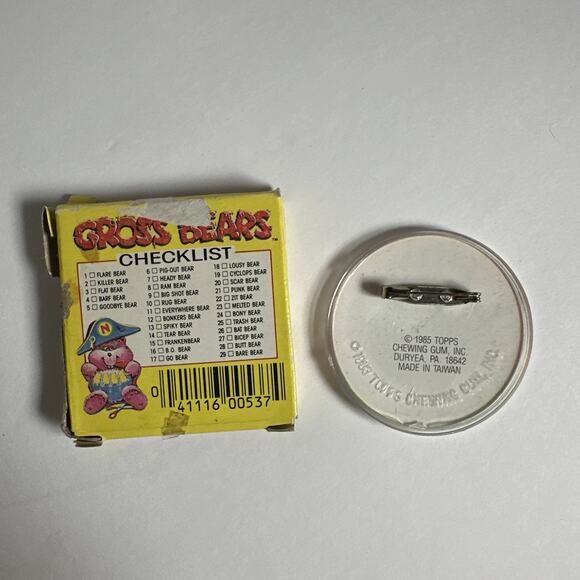 GROSS BEARS™
CHECKLIST
1 □ FLARE BEAR
2 □ KILLER BEAR
3 □ FLAT BEAR
4 □ BARF BEAR
5 □ GOODBYE BEAR
6 □ PIG-OUT BEAR
7 □ HEADY BEAR
8 □ RAM BEAR
9 □ BIG SHOT BEAR
10 □ RUG BEAR
11 □ EVERYWHERE BEAR
12 □ BONKERS BEAR
13 □ SPIKY BEAR
14 □ TEAR BEAR
15 □ FRANKENBEAR
16 □ B.O. BEAR
17 □ GO BEAR
18 □ LOUSY BEAR
19 □ CYCLOPS BEAR
20 □ SCAR BEAR
21 □ PUNK BEAR
22 □ ZIT BEAR
23 □ MELTED BEAR
24 □ BONY BEAR
25 □ TRASH BEAR
26 □ BAT BEAR
27 □ BICEP BEAR
28 □ BUTT BEAR
29 □ BARE BEAR
N
0 41116 00537
© 1985 TOPPS
CHEWING GUM, INC.
DURYEA, PA. 18642
MADE IN TAIWAN
TOPPS CHEWING GUM, INC.